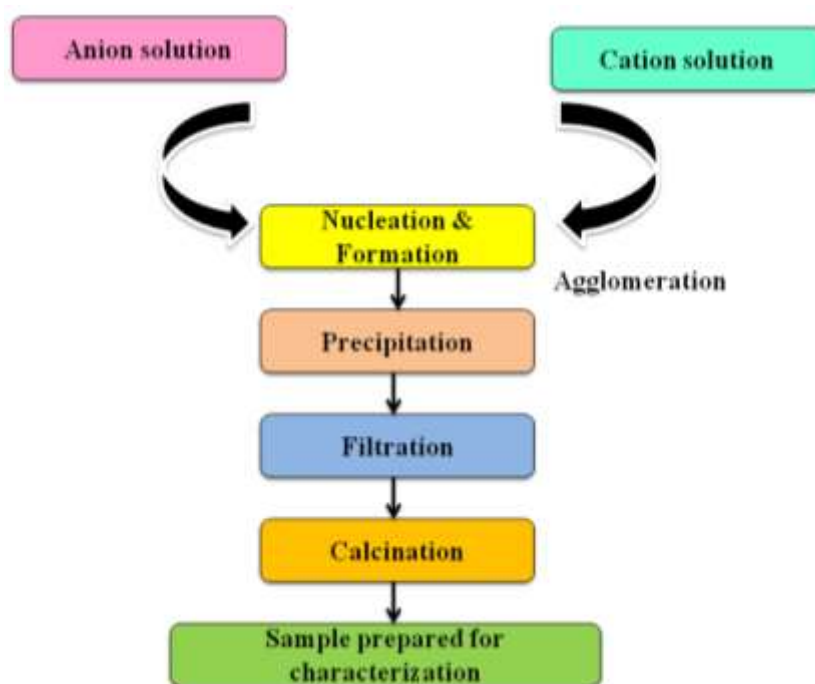 Anion solution
Cation solution
Nucleation &
Formation
Agglomeration
Precipitation
Filtration
Calcination
Sample prepared for
characterization